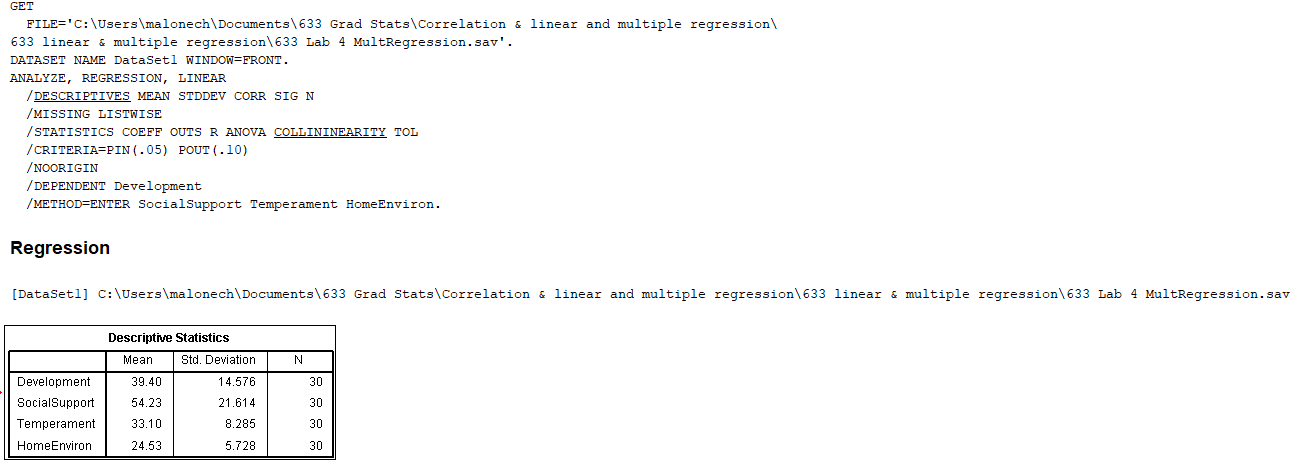 GET
FILE='C:\Users\malonech\Documents\633 Grad Stats\Correlation & linear and multiple regression\
633 linear & multiple regression\633 Lab 4 MultRegression.sav'.
DATASET NAME DataSet1 WINDOW=FRONT.
ANALYZE, REGRESSION, LINEAR
/DESCRIPTIVES MEAN STDDEV CORR SIG N
/MISSING LISTWISE
/STATISTICS COEFF OUTS R ANOVA COLLININEARITY TOL
/CRITERIA=PIN(.05) POUT(.10)
/NOORIGIN
/DEPENDENT Development
/METHOD=ENTER SocialSupport Temperament HomeEnviron.
Regression
[DataSet1] C:\Users\malonech\Documents\633 Grad Stats\Correlation & linear and multiple regression\633 linear & multiple regression\633 Lab 4 MultRegression.sav
Descriptive Statistics
Mean Std. Deviation N
Development 39.40 14.576 30
SocialSupport 54.23 21.614 30
Temperament 33.10 8.285 30
HomeEnviron 24.53 5.728 30